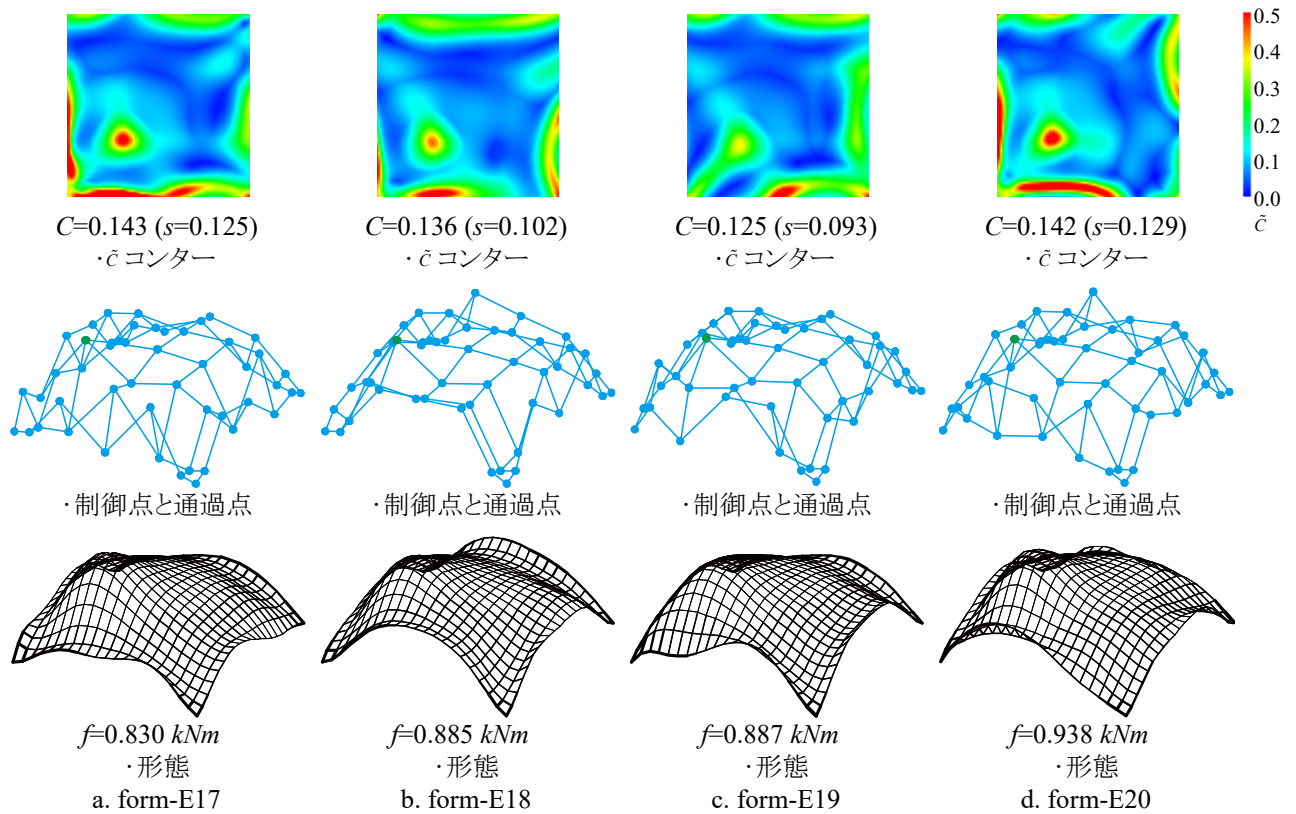 0.5
0.4
0.3
0.2
0.1
0.0
c̃
C=0.143 (s=0.125)
・c̃ コンター
C=0.136 (s=0.102)
・c̃ コンター
C=0.125 (s=0.093)
・c̃ コンター
C=0.142 (s=0.129)
・c̃ コンター
・制御点と通過点
・制御点と通過点
・制御点と通過点
・制御点と通過点
f=0.830 kNm
・形態
a. form-E17
f=0.885 kNm
・形態
b. form-E18
f=0.887 kNm
・形態
c. form-E19
f=0.938 kNm
・形態
d. form-E20